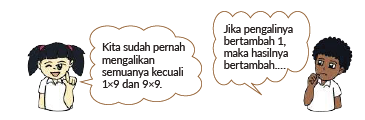 Kita sudah pernah
mengalikan
semuanya kecuali
1×9 dan 9×9.
Jika pengalinya
bertambah 1,
maka hasilnya
bertambah....